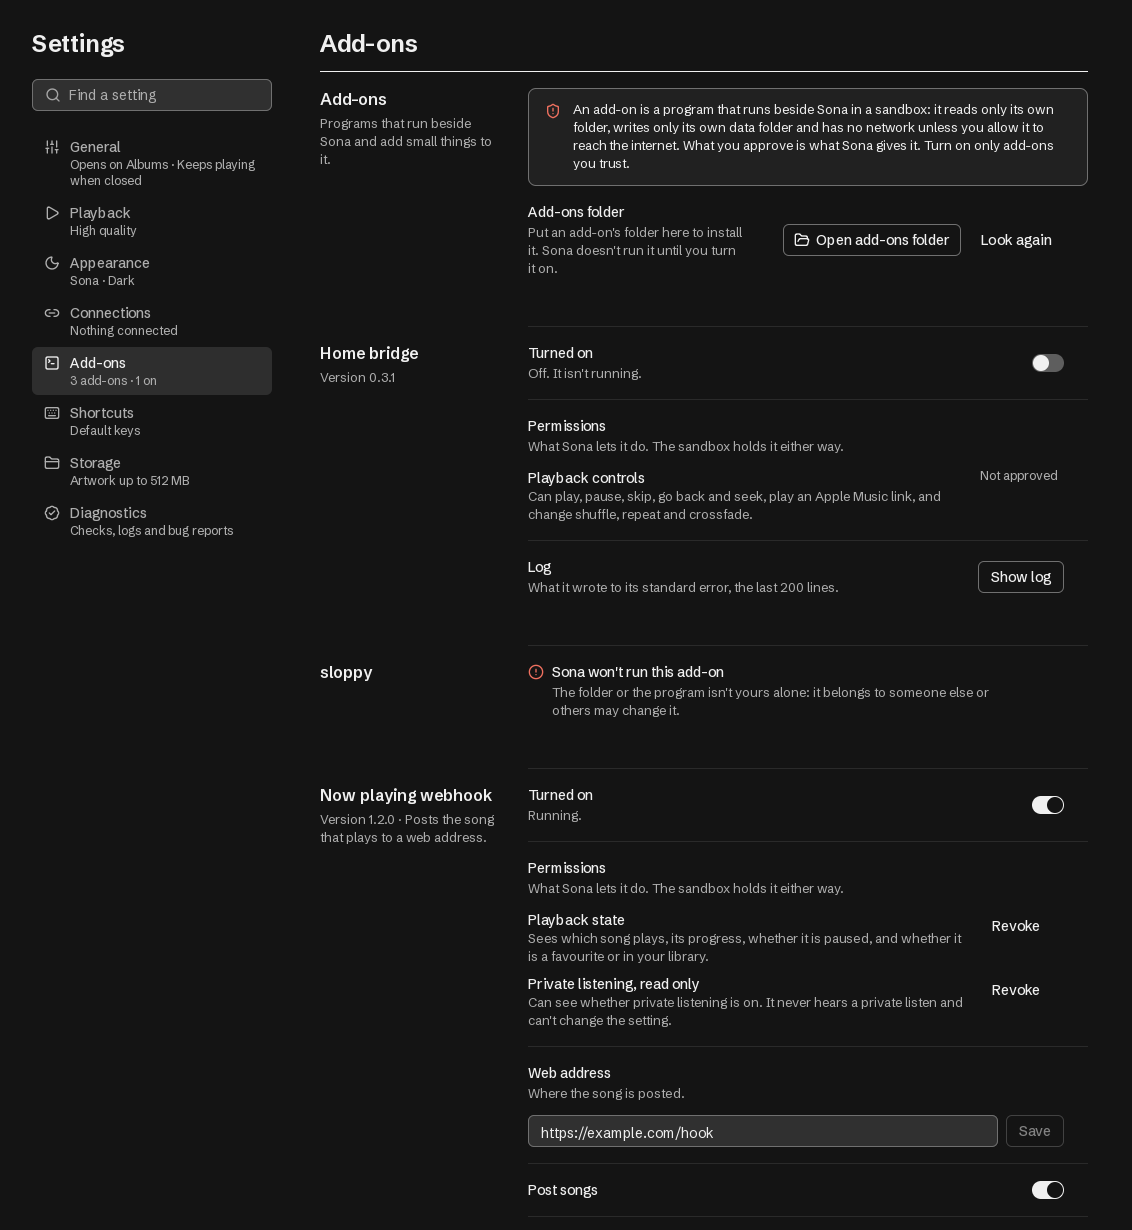 Settings
Find a setting
General
Opens on Albums · Keeps playing
when closed
Playback
High quality
Appearance
Sona · Dark
Connections
Nothing connected
Add-ons
3 add-ons · 1 on
Shortcuts
Default keys
Storage
Artwork up to 512 MB
Diagnostics
Checks, logs and bug reports
Add-ons
Add-ons
Programs that run beside
Sona and add small things to
it.
An add-on is a program that runs beside Sona in a sandbox: it reads only its own
folder, writes only its own data folder and has no network unless you allow it to
reach the internet. What you approve is what Sona gives it. Turn on only add-ons
you trust.
Add-ons folder
Put an add-on's folder here to install
it. Sona doesn't run it until you turn
it on.
Open add-ons folder
Look again
Home bridge
Version 0.3.1
Turned on
Off. It isn't running.
Permissions
What Sona lets it do. The sandbox holds it either way.
Playback controls
Can play, pause, skip, go back and seek, play an Apple Music link, and
change shuffle, repeat and crossfade.
Not approved
Log
What it wrote to its standard error, the last 200 lines.
Show log
sloppy
Sona won't run this add-on
The folder or the program isn't yours alone: it belongs to someone else or
others may change it.
Now playing webhook
Version 1.2.0 · Posts the song
that plays to a web address.
Turned on
Running.
Permissions
What Sona lets it do. The sandbox holds it either way.
Playback state
Sees which song plays, its progress, whether it is paused, and whether it
is a favourite or in your library.
Revoke
Private listening, read only
Can see whether private listening is on. It never hears a private listen and
can't change the setting.
Revoke
Web address
Where the song is posted.
https://example.com/hook
Save
Post songs